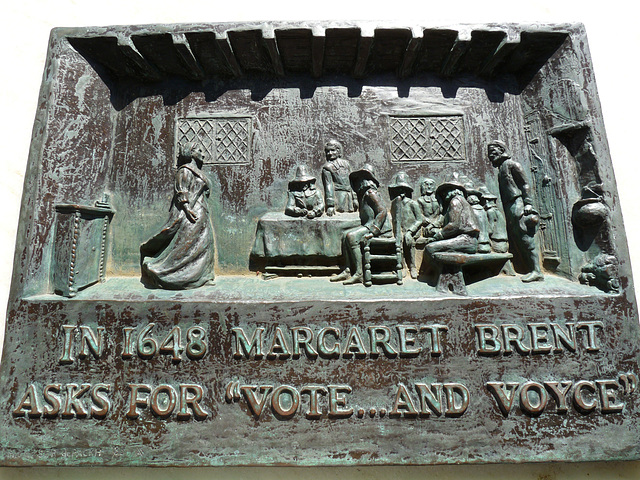 IN 1648 MARGARET BRENT
ASKS FOR “VOTE...AND VOYCE”